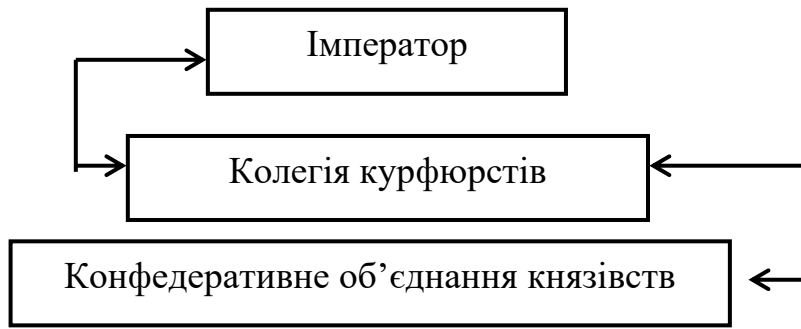 Імператор
Колегія курфюрстів
Конфедеративне об’єднання князівств